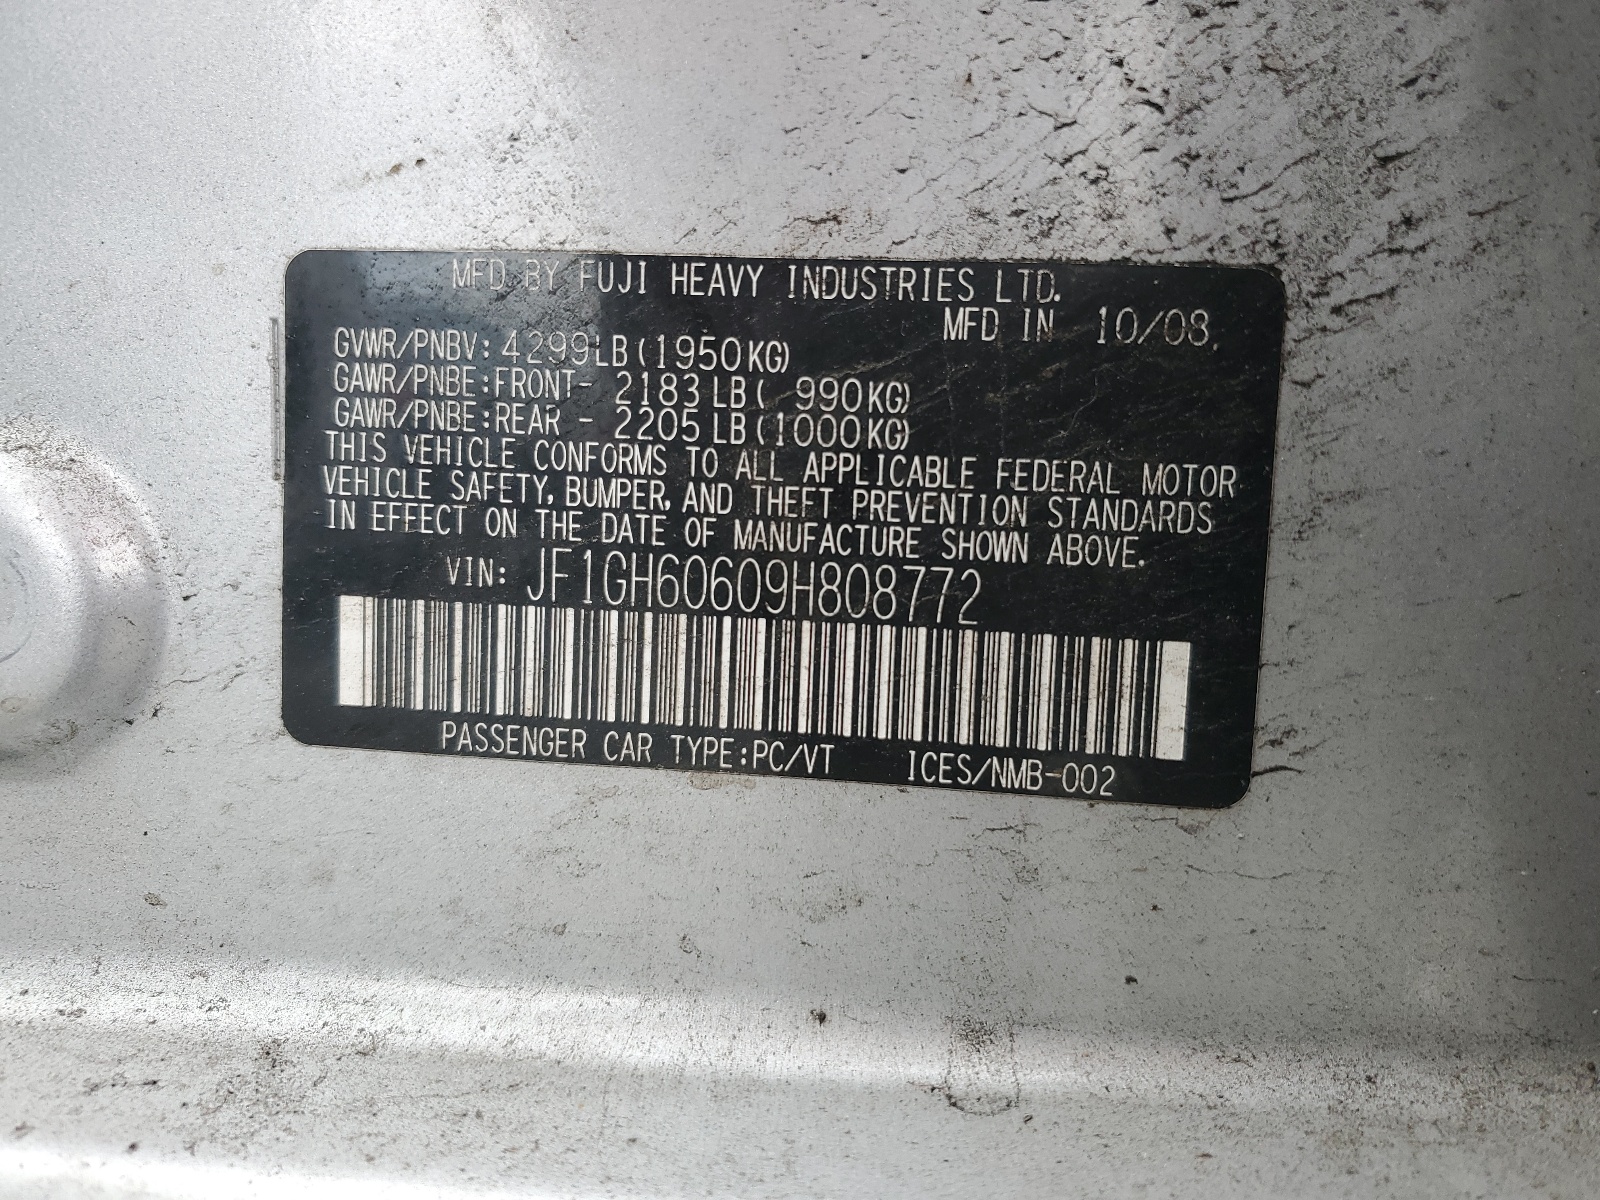 MFD BY FUJI HEAVY INDUSTRIES LTD.
MFD IN 10/08
GVWR/PNBV: 4299LB (1950KG)
GAWR/PNBE:FRONT- 2183LB ( 990KG)
GAWR/PNBE:REAR - 2205LB (1000KG)
THIS VEHICLE CONFORMS TO ALL APPLICABLE FEDERAL MOTOR
VEHICLE SAFETY, BUMPER, AND THEFT PREVENTION STANDARDS
IN EFFECT ON THE DATE OF MANUFACTURE SHOWN ABOVE.
VIN: JF1GH60609H808772
PASSENGER CAR TYPE:PC/VT ICES/NMB-002